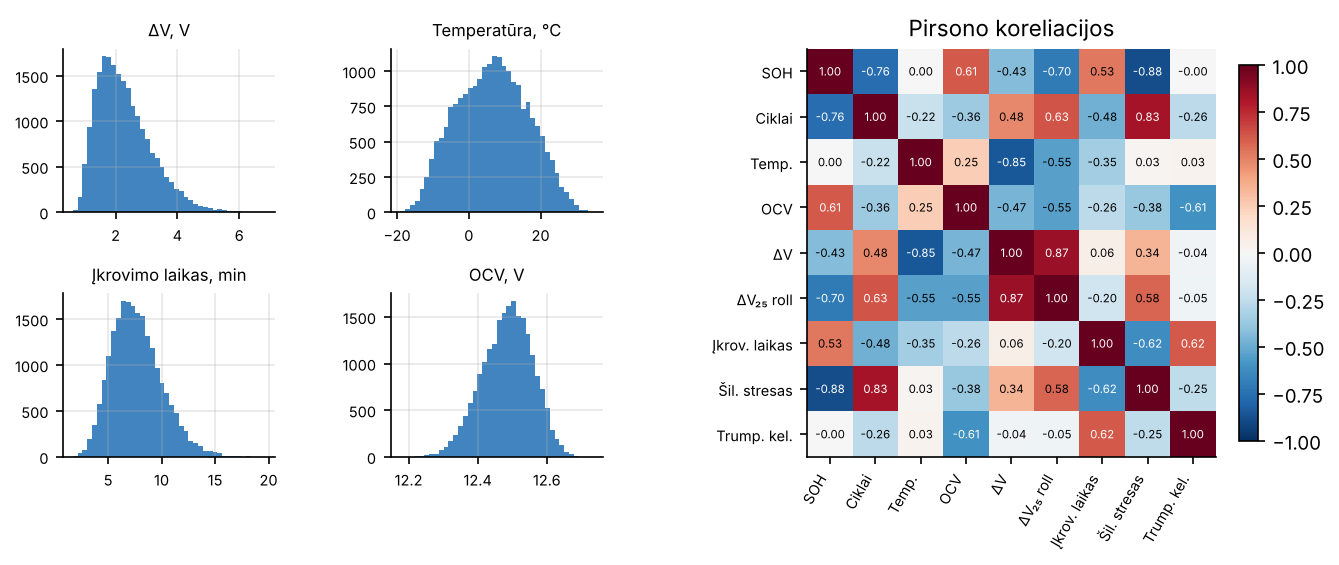 ΔV, V
1500
1000
500
0
2 4 6
Temperatūra, °C
1000
750
500
250
0
−20 0 20
Įkrovimo laikas, min
1500
1000
500
0
5 10 15 20
OCV, V
1500
1000
500
0
12.2 12.4 12.6
Pirsono koreliacijos
SOH 1.00 -0.76 0.00 0.61 -0.43 -0.70 0.53 -0.88 -0.00
Ciklai -0.76 1.00 -0.22 -0.36 0.48 0.63 -0.48 0.83 -0.26
Temp. 0.00 -0.22 1.00 0.25 -0.85 -0.55 -0.35 0.03 0.03
OCV 0.61 -0.36 0.25 1.00 -0.47 -0.55 -0.26 -0.38 -0.61
ΔV -0.43 0.48 -0.85 -0.47 1.00 0.87 0.06 0.34 -0.04
ΔV₂₅ roll -0.70 0.63 -0.55 -0.55 0.87 1.00 -0.20 0.58 -0.05
Įkrov. laikas 0.53 -0.48 -0.35 -0.26 0.06 -0.20 1.00 -0.62 0.62
Šil. stresas -0.88 0.83 0.03 -0.38 0.34 0.58 -0.62 1.00 -0.25
Trump. kel. -0.00 -0.26 0.03 -0.61 -0.04 -0.05 0.62 -0.25 1.00
SOH Ciklai Temp. OCV ΔV ΔV₂₅ roll Įkrov. laikas Šil. stresas Trump. kel.
1.00
0.75
0.50
0.25
0.00
−0.25
−0.50
−0.75
−1.00